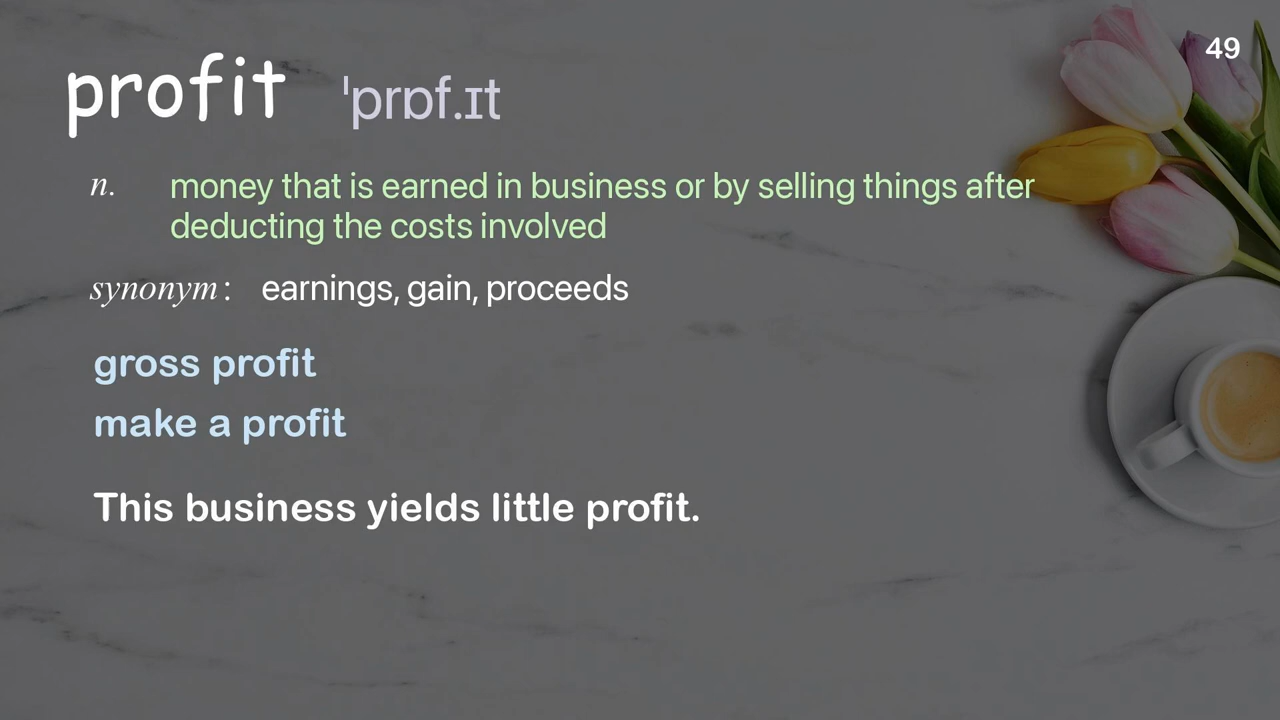 49
profit ˈprɒf.ɪt
n. money that is earned in business or by selling things after
deducting the costs involved
synonym: earnings, gain, proceeds
gross profit
make a profit
This business yields little profit.